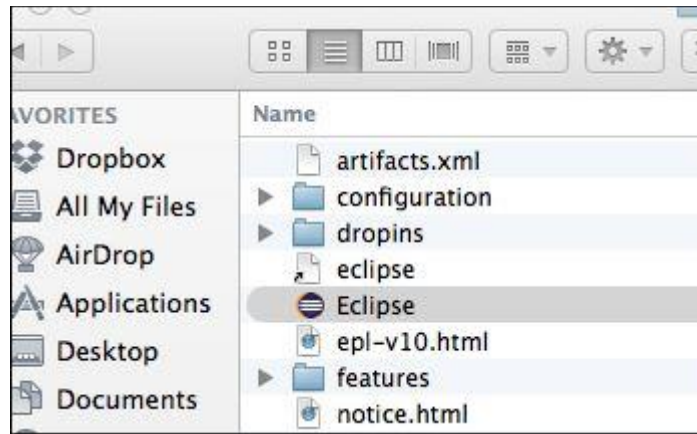 AVORITES
Dropbox
All My Files
AirDrop
Applications
Desktop
Documents
Name
artifacts.xml
configuration
dropins
eclipse
Eclipse
epl-v10.html
features
notice.html